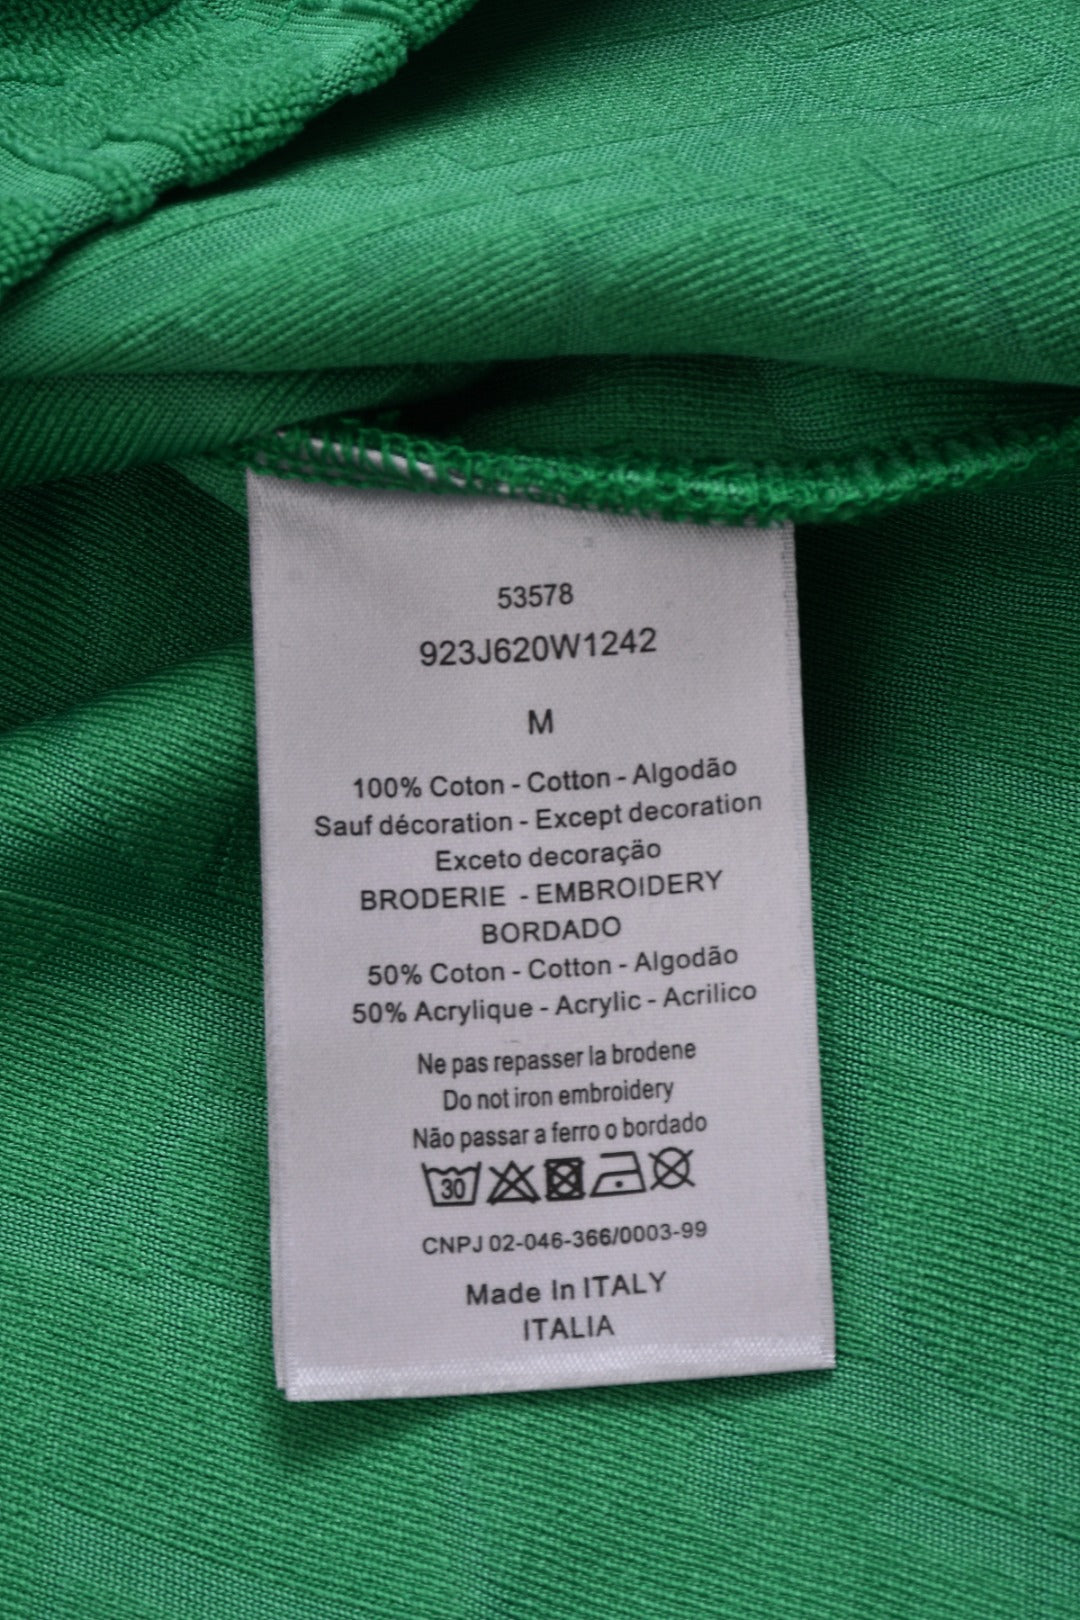 53578
923J620W1242
M
100% Coton - Cotton - Algodão
Sauf décoration - Except decoration
Exceto decoração
BRODERIE - EMBROIDERY
BORDADO
50% Coton - Cotton - Algodão
50% Acrylique - Acrylic - Acrilico
Ne pas repasser la brodene
Do not iron embroidery
Não passar a ferro o bordado
30
CNPJ 02-046-366/0003-99
Made In ITALY
ITALIA